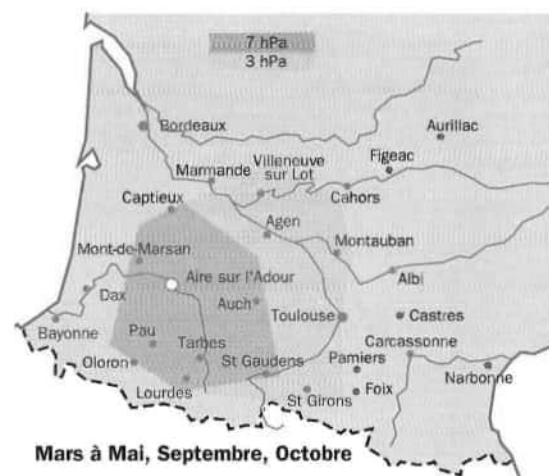 7 hPa
3 hPa
Bordeaux
Aurillac
Figeac
Villeneuve
sur Lot
Marmande
Cahors
Captieux
Agen
Montauban
Mont-de-Marsan
Aire sur l'Adour
Albi
Dax
Auch
Toulouse
Castres
Bayonne
Pau
Tarbes
Carcassonne
Oloron
St Gaudens
Pamiers
Lourdes
St Girons
Foix
Narbonne
Mars à Mai, Septembre, Octobre